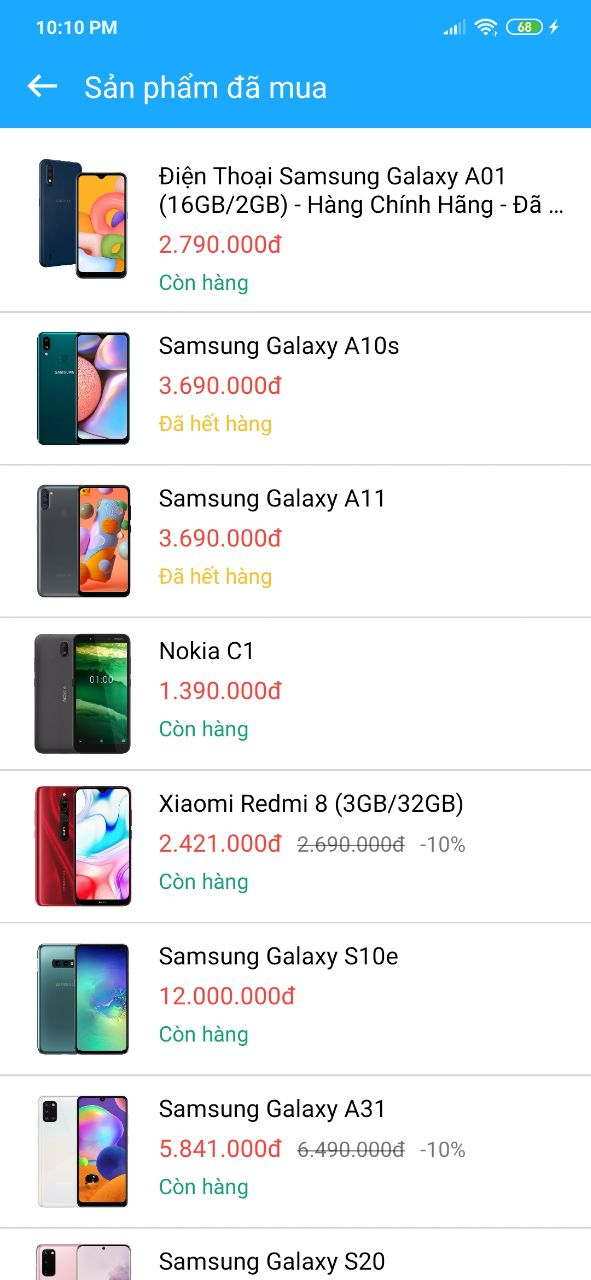 10:10 PM
68
Sản phẩm đã mua
Điện Thoại Samsung Galaxy A01
(16GB/2GB) - Hàng Chính Hãng - Đã ...
2.790.000đ
Còn hàng
Samsung Galaxy A10s
3.690.000đ
Đã hết hàng
Samsung Galaxy A11
3.690.000đ
Đã hết hàng
01:00
Nokia C1
1.390.000đ
Còn hàng
Xiaomi Redmi 8 (3GB/32GB)
2.421.000đ 2.690.000đ -10%
Còn hàng
Samsung Galaxy S10e
12.000.000đ
Còn hàng
Samsung Galaxy A31
5.841.000đ 6.490.000đ -10%
Còn hàng
Samsung Galaxy S20